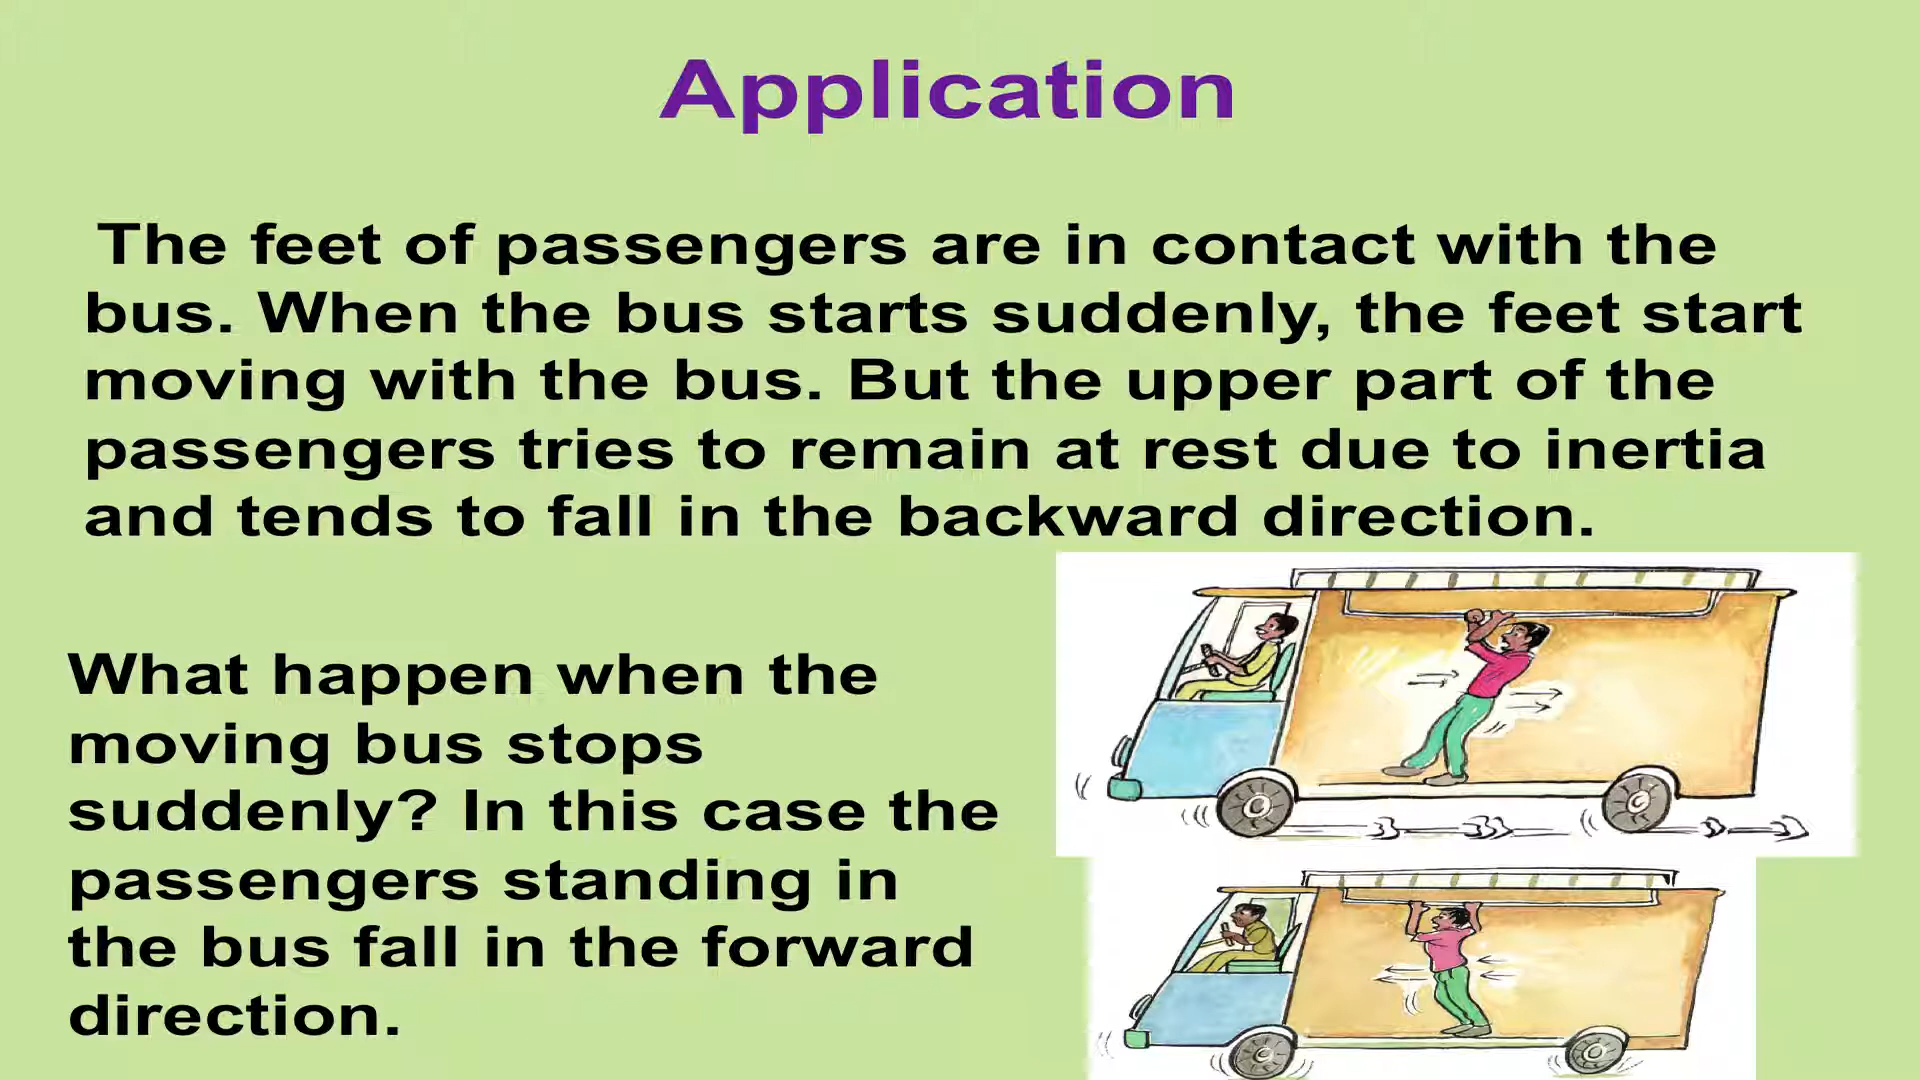 Application
The feet of passengers are in contact with the
bus. When the bus starts suddenly, the feet start
moving with the bus. But the upper part of the
passengers tries to remain at rest due to inertia
and tends to fall in the backward direction.
What happen when the
moving bus stops
suddenly? In this case the
passengers standing in
the bus fall in the forward
direction.